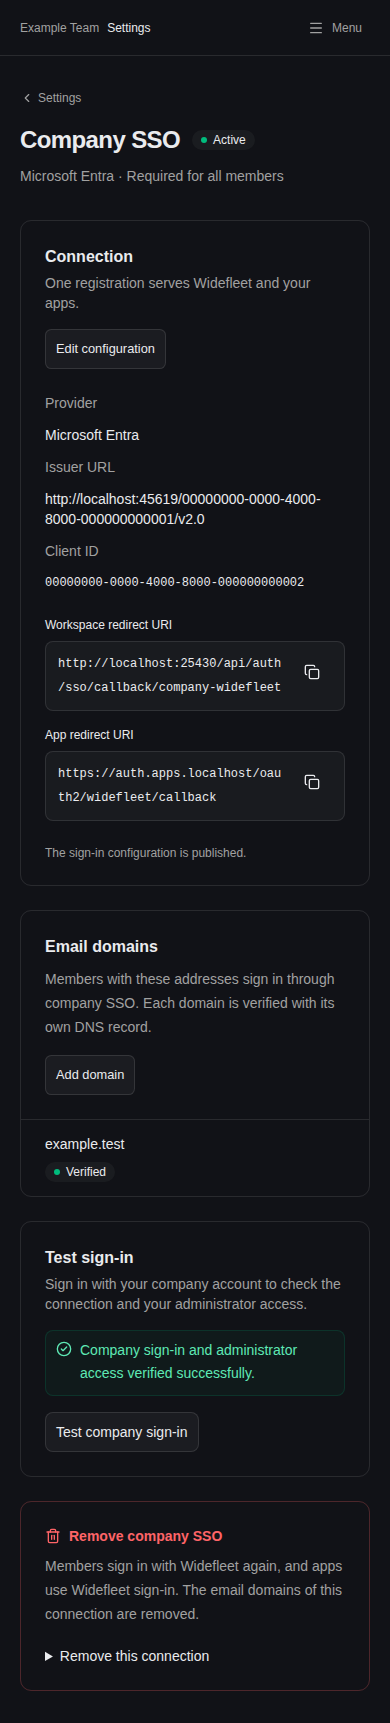 Example Team Settings Menu
Settings
Company SSO Active
Microsoft Entra · Required for all members
Connection
One registration serves Widefleet and your
apps.
Edit configuration
Provider
Microsoft Entra
Issuer URL
http://localhost:45619/00000000-0000-4000-
8000-000000000001/v2.0
Client ID
00000000-0000-4000-8000-000000000002
Workspace redirect URI
http://localhost:25430/api/auth
/sso/callback/company-widefleet
App redirect URI
https://auth.apps.localhost/oau
th2/widefleet/callback
The sign-in configuration is published.
Email domains
Members with these addresses sign in through
company SSO. Each domain is verified with its
own DNS record.
Add domain
example.test
Verified
Test sign-in
Sign in with your company account to check the
connection and your administrator access.
Company sign-in and administrator
access verified successfully.
Test company sign-in
Remove company SSO
Members sign in with Widefleet again, and apps
use Widefleet sign-in. The email domains of this
connection are removed.
Remove this connection